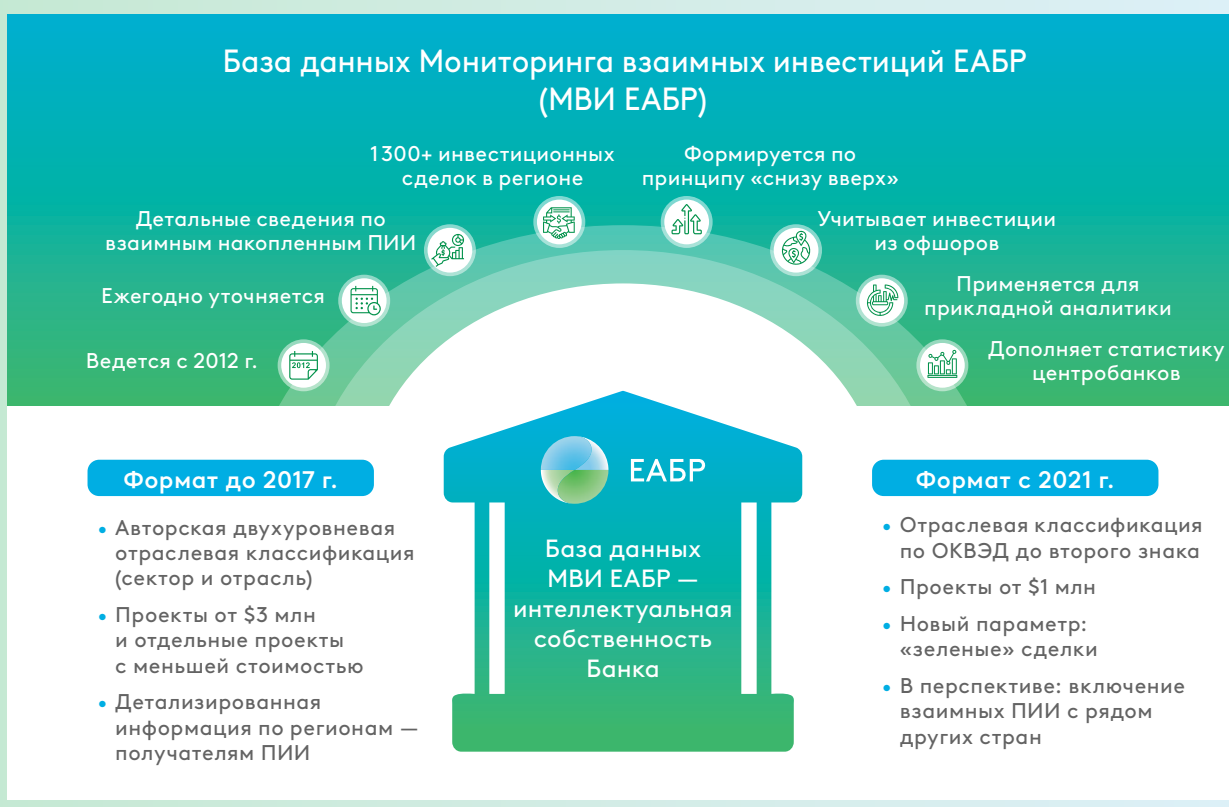 База данных Мониторинга взаимных инвестиций ЕАБР
(МВИ ЕАБР)
1300+ инвестиционных
сделок в регионе
Формируется по
принципу «снизу вверх»
Детальные сведения по
взаимным накопленным ПИИ
Учитывает инвестиции
из офшоров
Ежегодно уточняется
Применяется для
прикладной аналитики
Ведется с 2012 г.
2012
Дополняет статистику
центробанков
Формат до 2017 г.
• Авторская двухуровневая
отраслевая классификация
(сектор и отрасль)
• Проекты от $3 млн
и отдельные проекты
с меньшей стоимостью
• Детализированная
информация по регионам —
получателям ПИИ
ЕАБР
База данных
МВИ ЕАБР —
интеллектуальная
собственность
Банка
Формат с 2021 г.
• Отраслевая классификация
по ОКВЭД до второго знака
• Проекты от $1 млн
• Новый параметр:
«зеленые» сделки
• В перспективе: включение
взаимных ПИИ с рядом
других стран